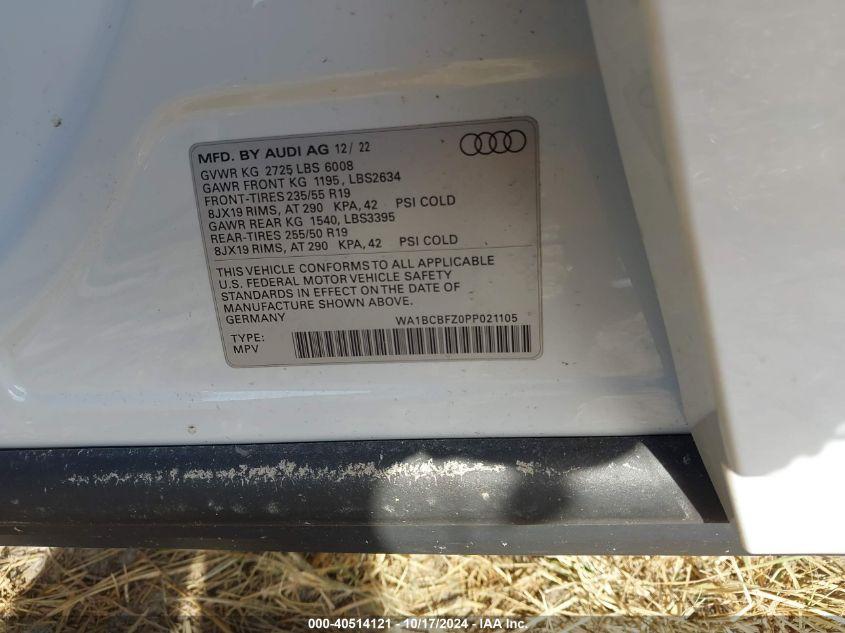 MFD. BY AUDI AG 12/ 22
GVWR KG 2725 LBS 6008
GAWR FRONT KG 1195, LBS2634
FRONT-TIRES 235/55 R19
8JX19 RIMS, AT 290 KPA, 42 PSI COLD
GAWR REAR KG 1540, LBS3395
REAR-TIRES 255/50 R19
8JX19 RIMS, AT 290 KPA, 42 PSI COLD
THIS VEHICLE CONFORMS TO ALL APPLICABLE
U.S. FEDERAL MOTOR VEHICLE SAFETY
STANDARDS IN EFFECT ON THE DATE OF
MANUFACTURE SHOWN ABOVE.
GERMANY WA1BCBFZ0PP021105
TYPE:
MPV
000-40514121 - 10/17/2024 - IAA Inc.